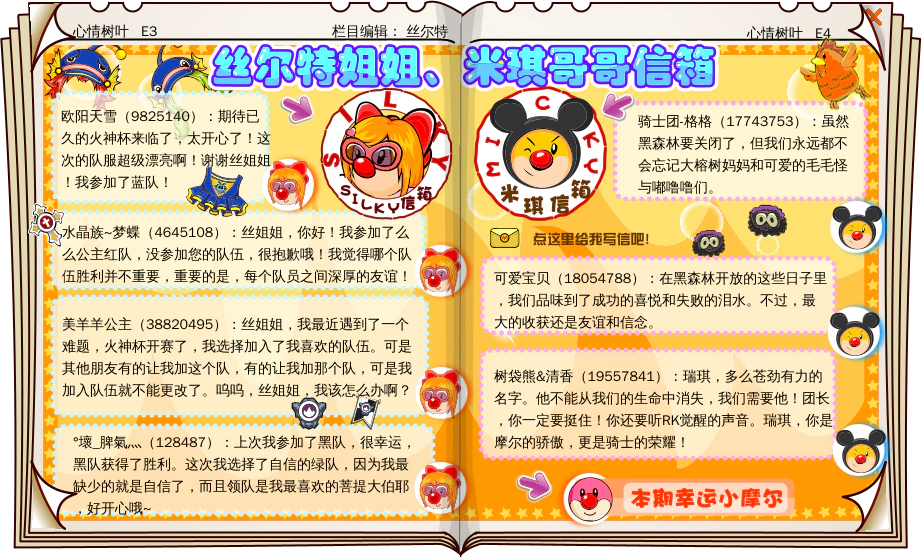 心情树叶 E3
栏目编辑：丝尔特
心情树叶 E4
丝尔特姐姐、米琪哥哥信箱
欧阳天雪（9825140）：期待已
久的火神杯来临了，太开心了！这
次的队服超级漂亮啊！谢谢丝姐姐
！我参加了蓝队！
SILKY
SILKY信箱
水晶族~梦蝶（4645108）：丝姐姐，你好！我参加了么
么公主红队，没参加您的队伍，很抱歉哦！我觉得哪个队
伍胜利并不重要，重要的是，每个队员之间深厚的友谊！
美羊羊公主（38820495）：丝姐姐，我最近遇到了一个
难题，火神杯开赛了，我选择加入了我喜欢的队伍。可是
其他朋友有的让我加这个队，有的让我加那个队，可是我
加入队伍就不能更改了。呜呜，丝姐姐，我该怎么办啊？
°壞_脾氣灬（128487）：上次我参加了黑队，很幸运，
黑队获得了胜利。这次我选择了自信的绿队，因为我最
缺少的就是自信了，而且领队是我最喜欢的菩提大伯耶
，好开心哦~
MICKY
米琪信箱
骑士团-格格（17743753）：虽然
黑森林要关闭了，但我们永远都不
会忘记大榕树妈妈和可爱的毛毛怪
与嘟噜噜们。
点这里给我写信吧!
可爱宝贝（18054788）：在黑森林开放的这些日子里
，我们品味到了成功的喜悦和失败的泪水。不过，最
大的收获还是友谊和信念。
树袋熊&清香（19557841）：瑞琪，多么苍劲有力的
名字。他不能从我们的生命中消失，我们需要他！团长
，你一定要挺住！你还要听RK觉醒的声音。瑞琪，你是
摩尔的骄傲，更是骑士的荣耀！
本期幸运小摩尔